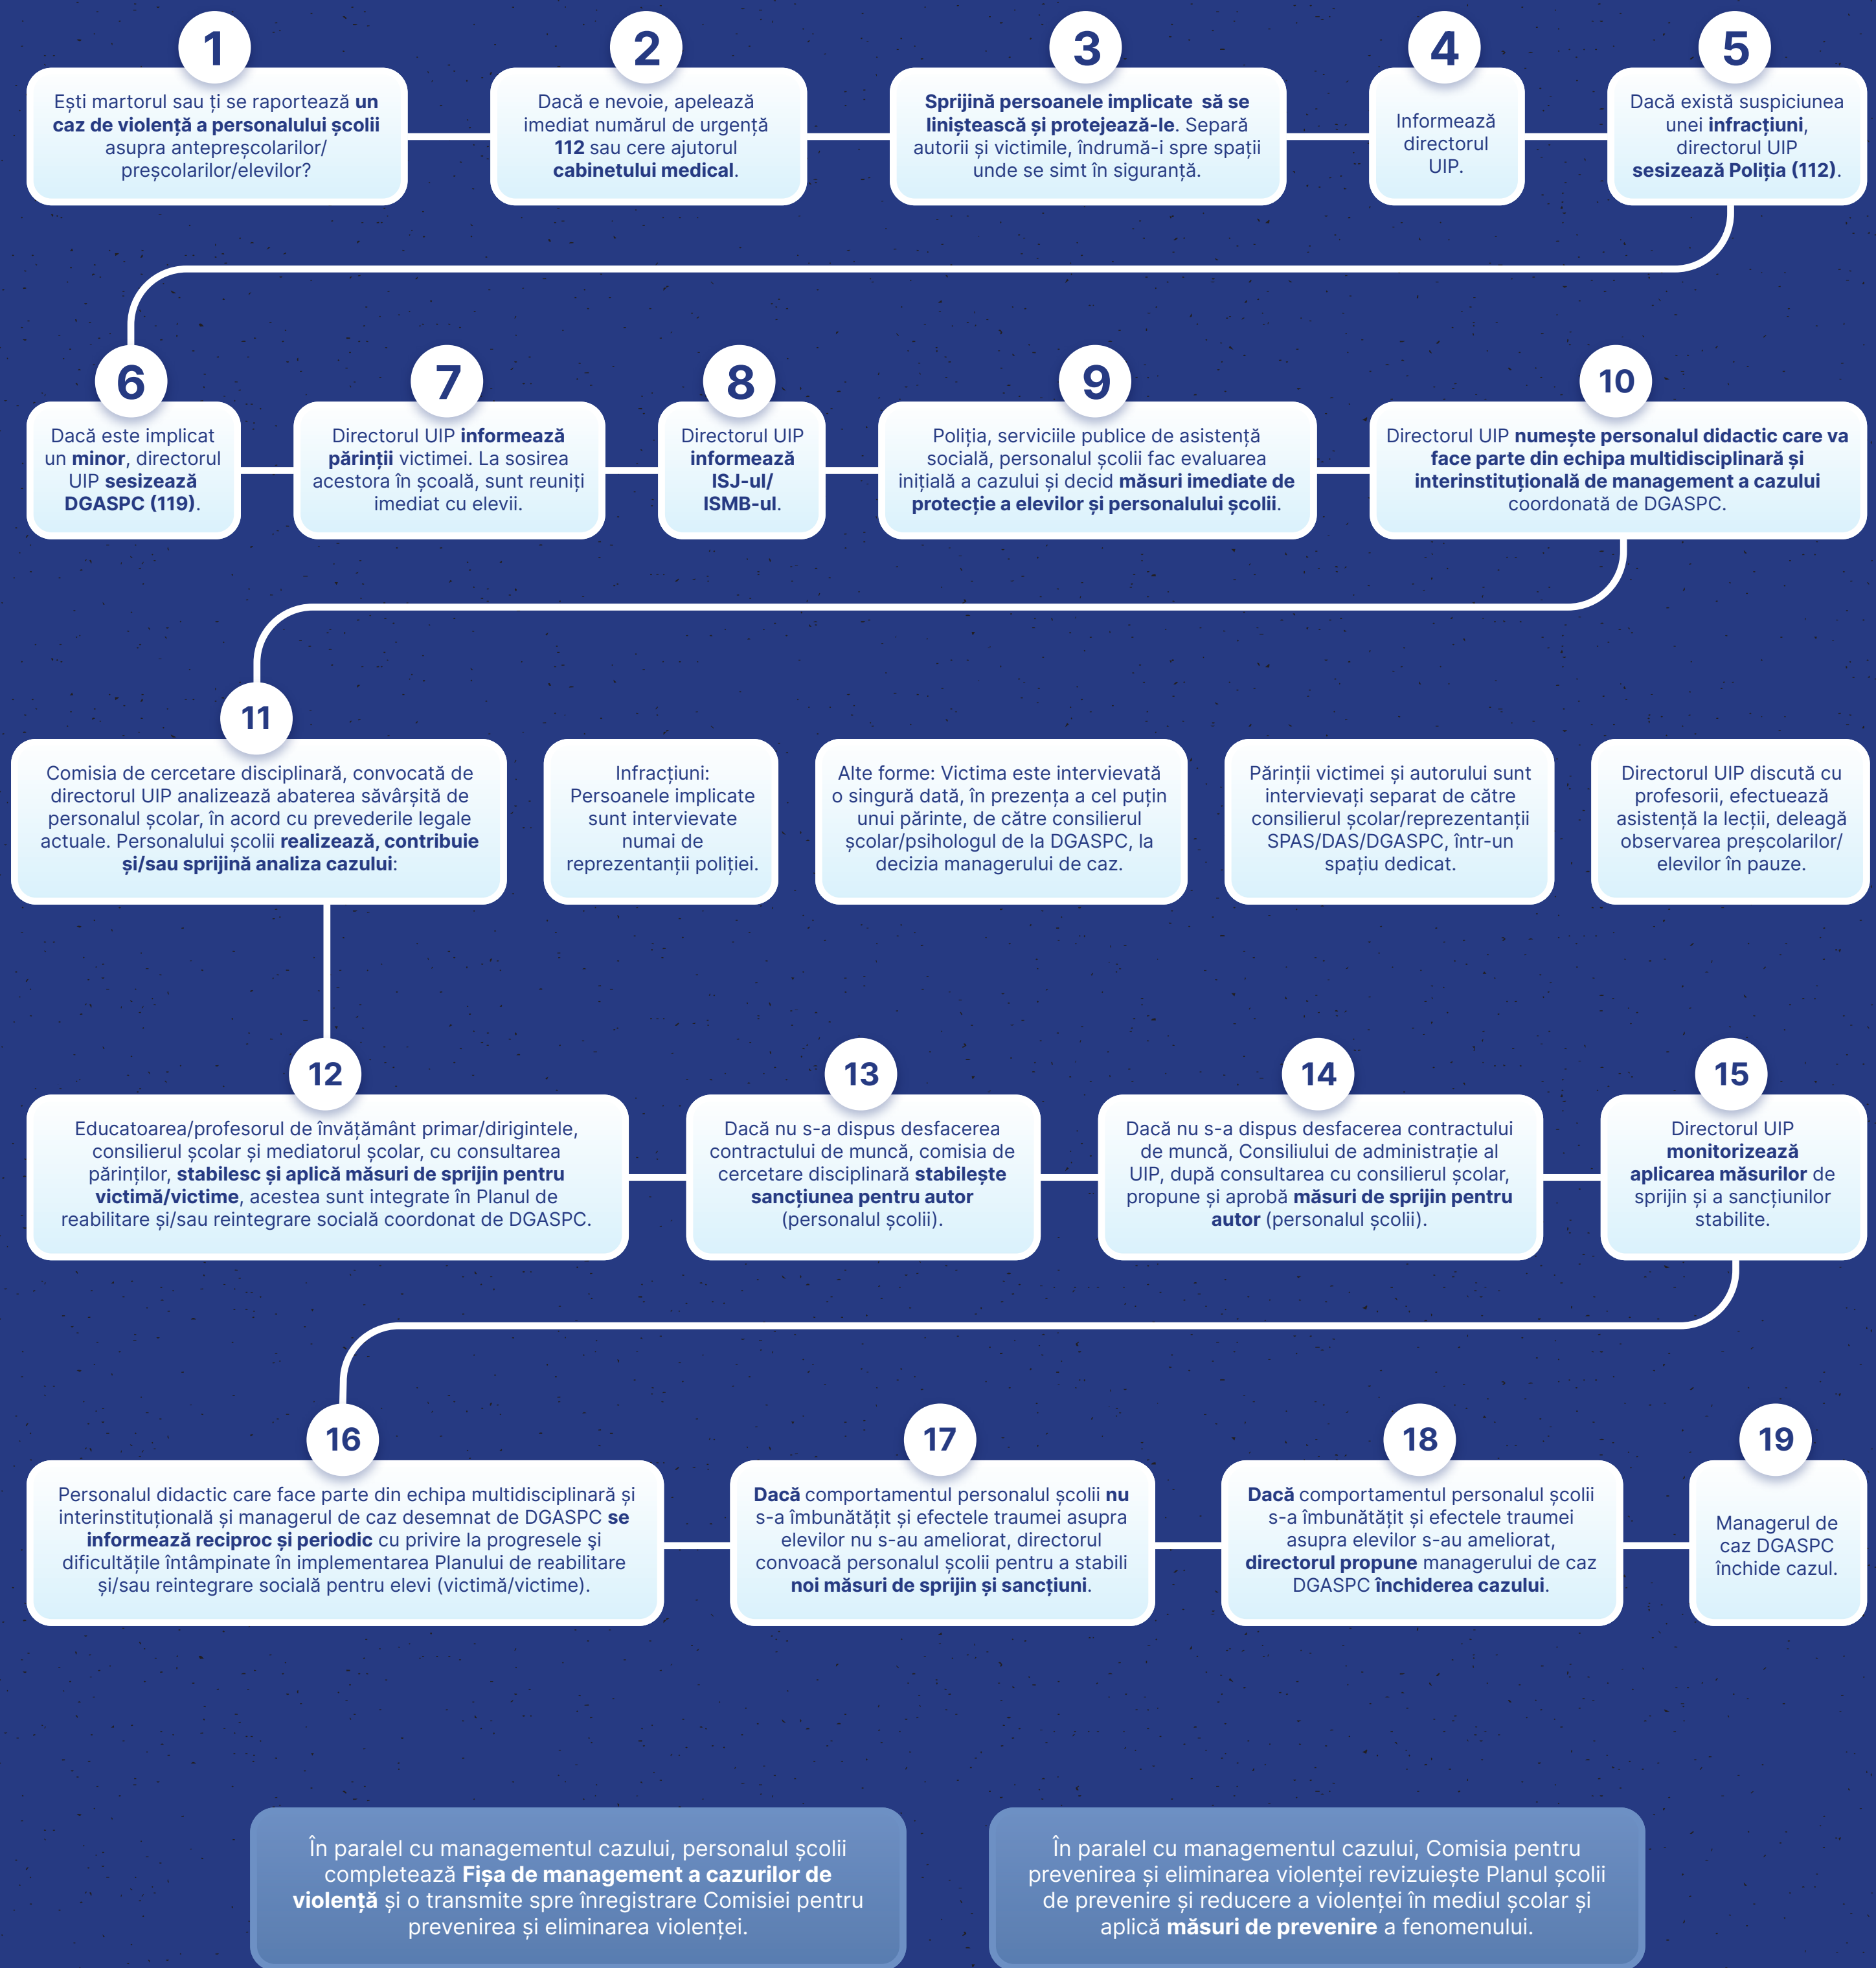 1
Ești martorul sau ți se raportează un
caz de violență a personalului școlii
asupra antepreșcolarilor/
preșcolarilor/elevilor?
2
Dacă e nevoie, apelează
imediat numărul de urgență
112 sau cere ajutorul
cabinetului medical.
3
Sprijină persoanele implicate să se
liniștească și protejează-le. Separă
autorii și victimile, îndrumă-i spre spații
unde se simt în siguranță.
4
Informează
directorul
UIP.
5
Dacă există suspiciunea
unei infracțiuni,
directorul UIP
sesizează Poliția (112).
6
Dacă este implicat
un minor, directorul
UIP sesizează
DGASPC (119).
7
Directorul UIP informează
părinții victimei. La sosirea
acestora în școală, sunt reuniți
imediat cu elevii.
8
Directorul UIP
informează
ISJ-ul/
ISMB-ul.
9
Poliția, serviciile publice de asistență
socială, personalul școlii fac evaluarea
inițială a cazului și decid măsuri imediate de
protecție a elevilor și personalului școlii.
10
Directorul UIP numește personalul didactic care va
face parte din echipa multidisciplinară și
interinstituțională de management a cazului
coordonată de DGASPC.
11
Comisia de cercetare disciplinară, convocată de
directorul UIP analizează abaterea săvârșită de
personalul școlar, în acord cu prevederile legale
actuale. Personalului școlii realizează, contribuie
și/sau sprijină analiza cazului:
Infracțiuni:
Persoanele implicate
sunt intervievate
numai de
reprezentanții poliției.
Alte forme: Victima este intervievată
o singură dată, în prezența a cel puțin
unui părinte, de către consilierul
școlar/psihologul de la DGASPC, la
decizia managerului de caz.
Părinții victimei și autorului sunt
intervievați separat de către
consilierul școlar/reprezentanții
SPAS/DAS/DGASPC, într-un
spațiu dedicat.
Directorul UIP discută cu
profesorii, efectuează
asistență la lecții, deleagă
observarea preșcolarilor/
elevilor în pauze.
12
Educatoarea/profesorul de învățământ primar/dirigintele,
consilierul școlar și mediatorul școlar, cu consultarea
părinților, stabilesc și aplică măsuri de sprijin pentru
victimă/victime, acestea sunt integrate în Planul de
reabilitare și/sau reintegrare socială coordonat de DGASPC.
13
Dacă nu s-a dispus desfacerea
contractului de muncă, comisia de
cercetare disciplinară stabilește
sancțiunea pentru autor
(personalul școlii).
14
Dacă nu s-a dispus desfacerea contractului
de muncă, Consiliului de administrație al
UIP, după consultarea cu consilierul școlar,
propune și aprobă măsuri de sprijin pentru
autor (personalul școlii).
15
Directorul UIP
monitorizează
aplicarea măsurilor de
sprijin și a sancțiunilor
stabilite.
16
Personalul didactic care face parte din echipa multidisciplinară și
interinstituțională și managerul de caz desemnat de DGASPC se
informează reciproc și periodic cu privire la progresele şi
dificultățile întâmpinate în implementarea Planului de reabilitare
și/sau reintegrare socială pentru elevi (victimă/victime).
17
Dacă comportamentul personalul școlii nu
s-a îmbunătățit și efectele traumei asupra
elevilor nu s-au ameliorat, directorul
convoacă personalul școlii pentru a stabili
noi măsuri de sprijin și sancțiuni.
18
Dacă comportamentul personalul școlii
s-a îmbunătățit și efectele traumei
asupra elevilor s-au ameliorat,
directorul propune managerului de caz
DGASPC închiderea cazului.
19
Managerul de
caz DGASPC
închide cazul.
În paralel cu managementul cazului, personalul școlii
completează Fișa de management a cazurilor de
violență și o transmite spre înregistrare Comisiei pentru
prevenirea și eliminarea violenței.
În paralel cu managementul cazului, Comisia pentru
prevenirea și eliminarea violenței revizuiește Planul școlii
de prevenire și reducere a violenței în mediul școlar și
aplică măsuri de prevenire a fenomenului.